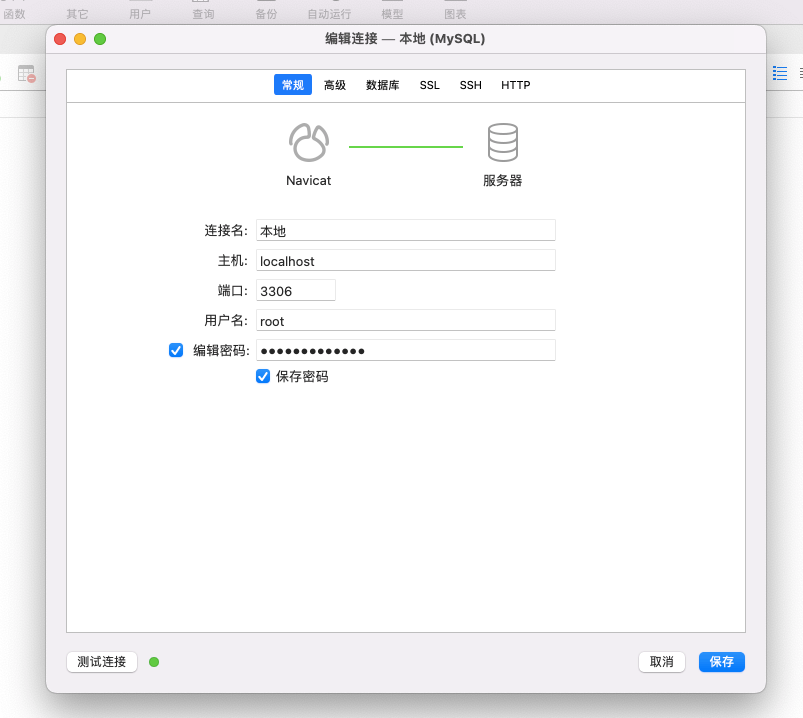 函数 其它 用户 查询 备份 自动运行 模型 图表
编辑连接 — 本地 (MySQL)
常规 高级 数据库 SSL SSH HTTP
Navicat 服务器
连接名: 本地
主机: localhost
端口: 3306
用户名: root
编辑密码: ●●●●●●●●●●●●●
保存密码
测试连接 取消 保存